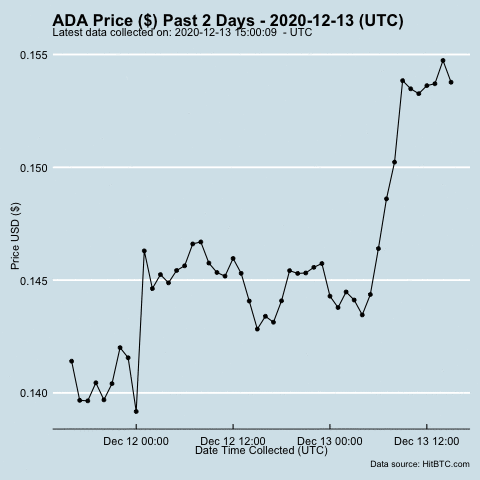 ADA Price ($) Past 2 Days - 2020-12-13 (UTC)
Latest data collected on: 2020-12-13 15:00:09 - UTC
0.155
0.150
0.145
0.140
Price USD ($)
Dec 12 00:00 Dec 12 12:00 Dec 13 00:00 Dec 13 12:00
Date Time Collected (UTC)
Data source: HitBTC.com